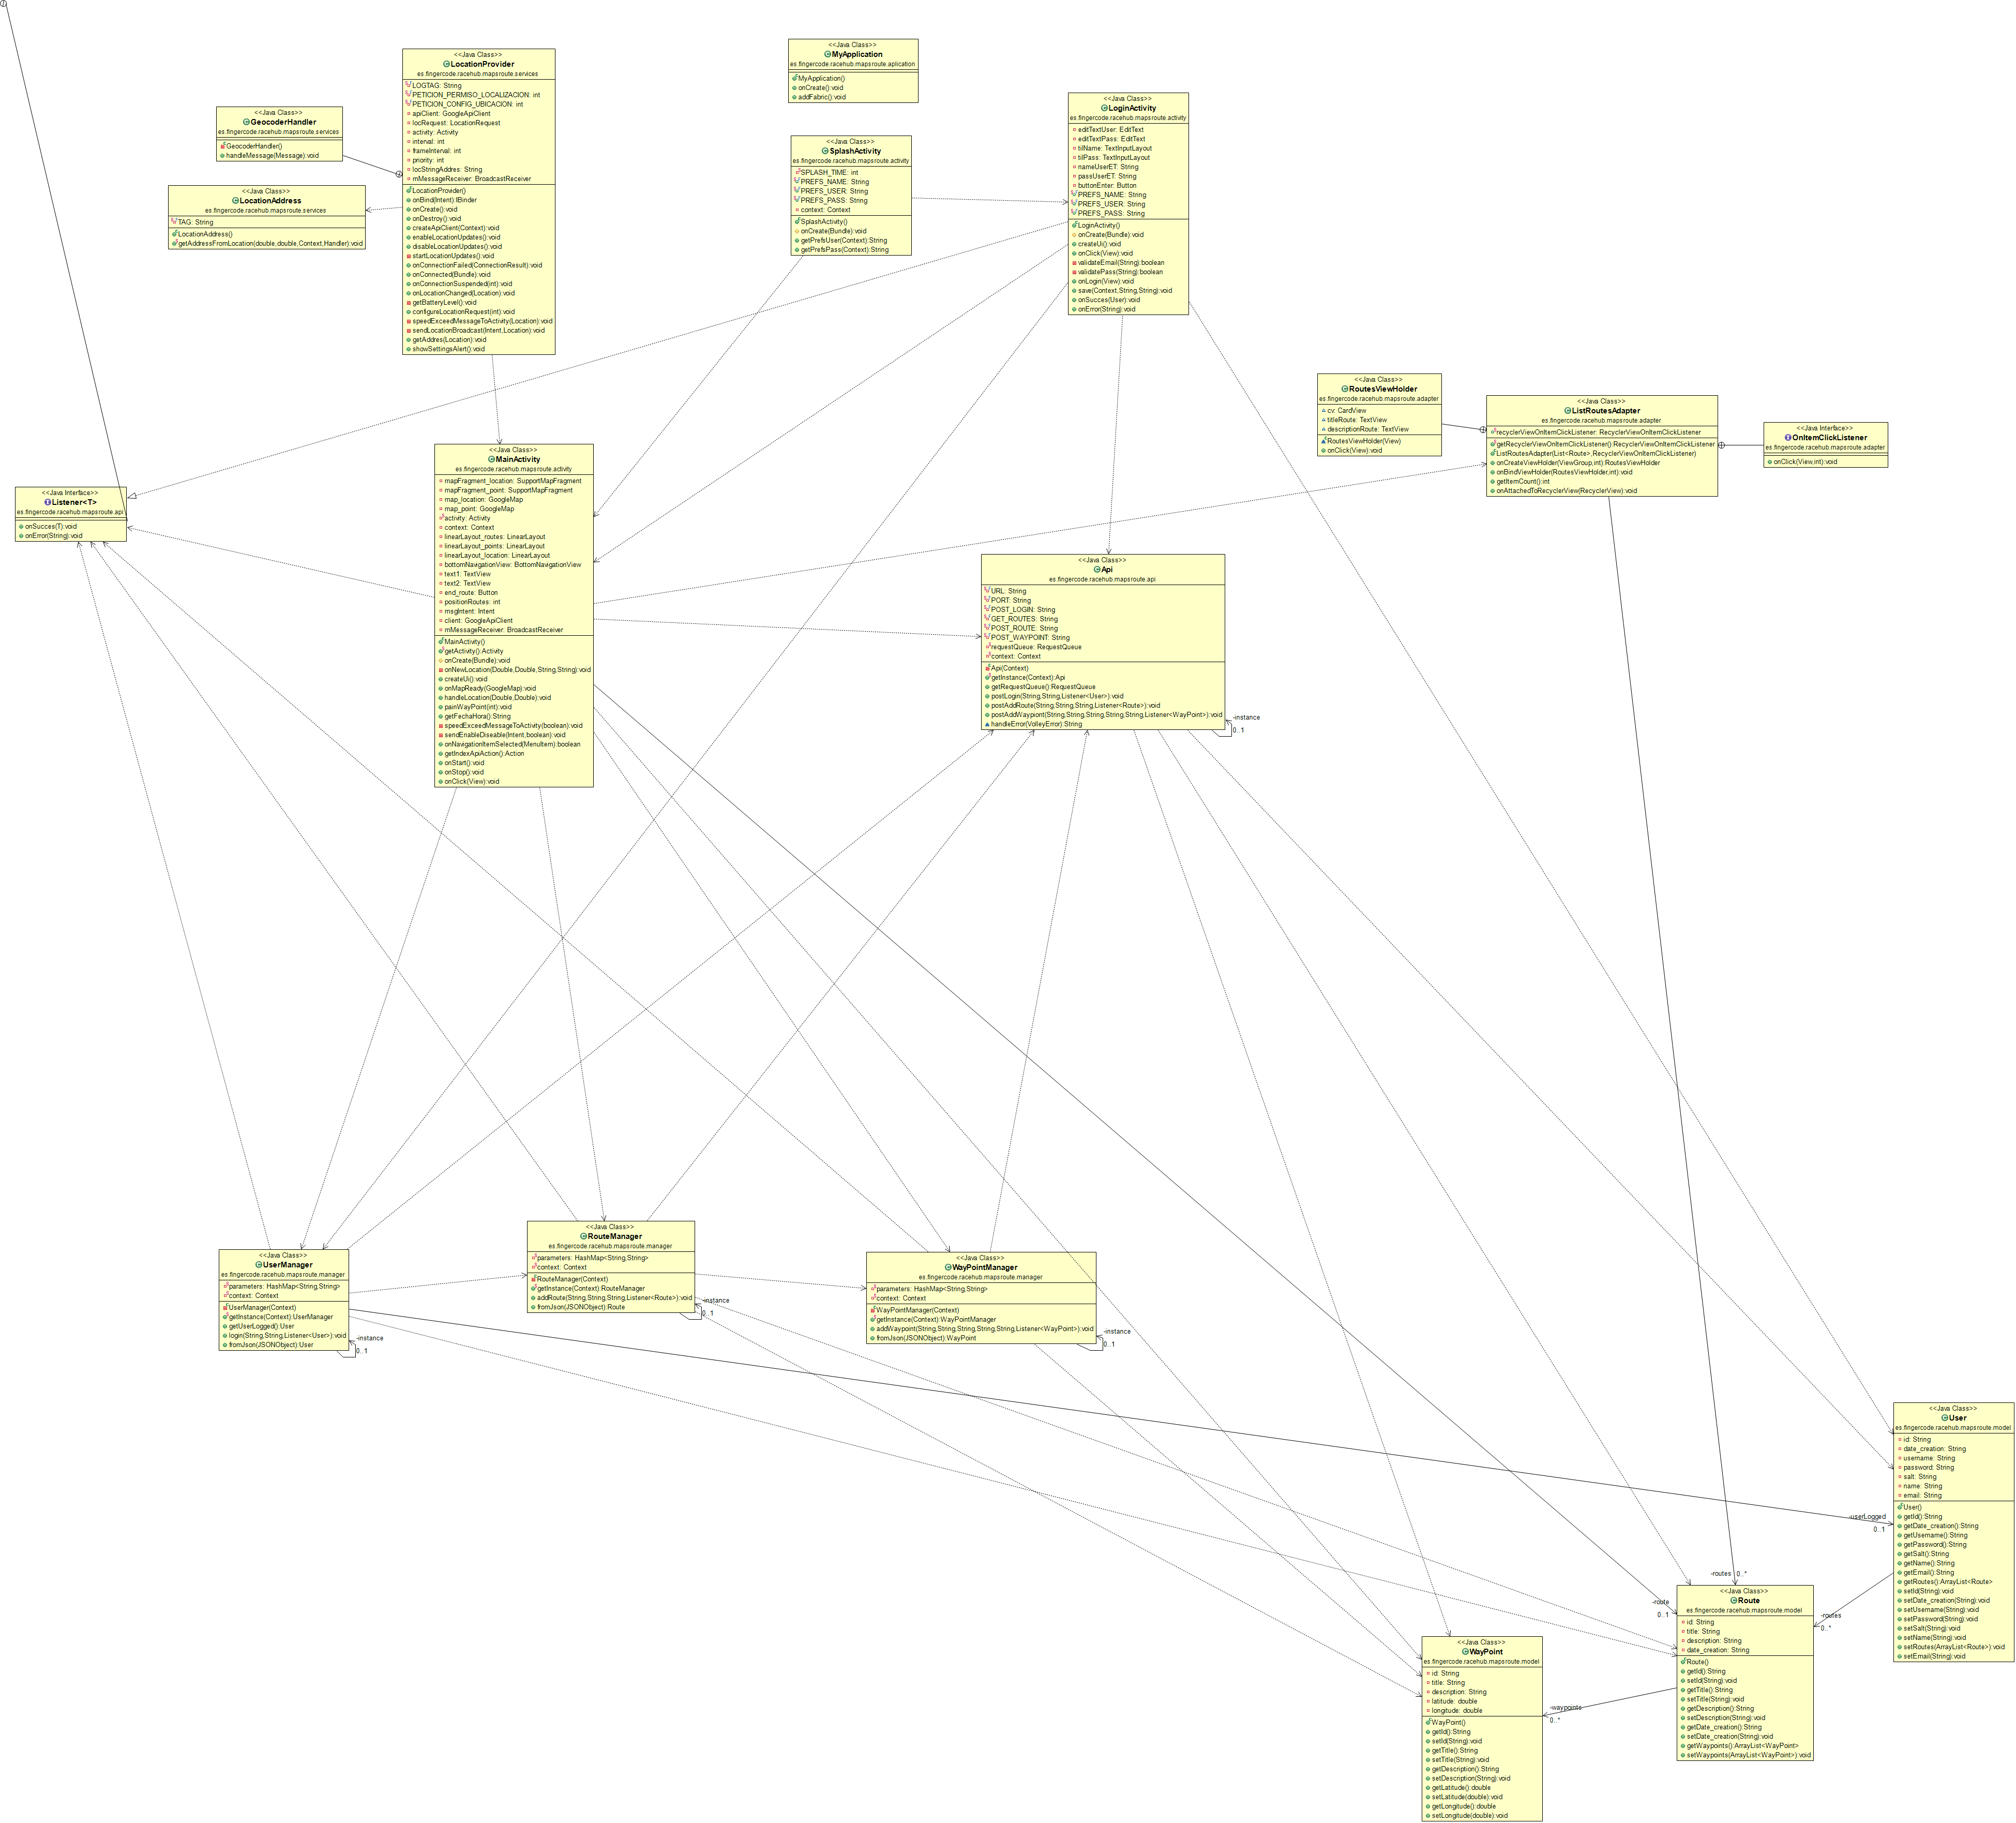 <<Java Class>>
LocationProvider
es.fingercode.racehub.mapsroute.services
LOGTAG: String
PETICION_PERMISO_LOCALIZACION: int
PETICION_CONFIG_UBICACION: int
apiClient: GoogleApiClient
locRequest: LocationRequest
activity: Activity
interval: int
frameInterval: int
priority: int
locStringAddres: String
mMessageReceiver: BroadcastReceiver
LocationProvider()
onBind(Intent):IBinder
onCreate():void
onDestroy():void
createApiClient(Context):void
enableLocationUpdates():void
disableLocationUpdates():void
startLocationUpdates():void
onConnectionFailed(ConnectionResult):void
onConnected(Bundle):void
onConnectionSuspended(int):void
onLocationChanged(Location):void
getBatteryLevel():void
configureLocationRequest(int):void
speedExceedMessageToActivity(Location):void
sendLocationBroadcast(Intent,Location):void
getAddres(Location):void
showSettingsAlert():void
<<Java Class>>
GeocoderHandler
es.fingercode.racehub.mapsroute.services
GeocoderHandler()
handleMessage(Message):void
<<Java Class>>
LocationAddress
es.fingercode.racehub.mapsroute.services
TAG: String
LocationAddress()
getAddressFromLocation(double,double,Context,Handler):void
<<Java Class>>
MyApplication
es.fingercode.racehub.mapsroute.aplication
MyApplication()
onCreate():void
addFabric():void
<<Java Class>>
SplashActivity
es.fingercode.racehub.mapsroute.activity
SPLASH_TIME: int
PREFS_NAME: String
PREFS_USER: String
PREFS_PASS: String
context: Context
SplashActivity()
onCreate(Bundle):void
getPrefsUser(Context):String
getPrefsPass(Context):String
<<Java Class>>
LoginActivity
es.fingercode.racehub.mapsroute.activity
editTextUser: EditText
editTextPass: EditText
tilName: TextInputLayout
tilPass: TextInputLayout
nameUserET: String
passUserET: String
buttonEnter: Button
PREFS_NAME: String
PREFS_USER: String
PREFS_PASS: String
LoginActivity()
onCreate(Bundle):void
createUi():void
onClick(View):void
validateEmail(String):boolean
validatePass(String):boolean
onLogin(View):void
save(Context,String,String):void
onSucces(User):void
onError(String):void
<<Java Class>>
RoutesViewHolder
es.fingercode.racehub.mapsroute.adapter
cv: CardView
titleRoute: TextView
descriptionRoute: TextView
RoutesViewHolder(View)
onClick(View):void
<<Java Class>>
ListRoutesAdapter
es.fingercode.racehub.mapsroute.adapter
recyclerViewOnItemClickListener: RecyclerViewOnItemClickListener
getRecyclerViewOnItemClickListener():RecyclerViewOnItemClickListener
ListRoutesAdapter(List<Route>,RecyclerViewOnItemClickListener)
onCreateViewHolder(ViewGroup,int):RoutesViewHolder
onBindViewHolder(RoutesViewHolder,int):void
getItemCount():int
onAttachedToRecyclerView(RecyclerView):void
<<Java Interface>>
OnItemClickListener
es.fingercode.racehub.mapsroute.adapter
onClick(View,int):void
<<Java Interface>>
Listener<T>
es.fingercode.racehub.mapsroute.api
onSucces(T):void
onError(String):void
<<Java Class>>
MainActivity
es.fingercode.racehub.mapsroute.activity
mapFragment_location: SupportMapFragment
mapFragment_point: SupportMapFragment
map_location: GoogleMap
map_point: GoogleMap
activity: Activity
context: Context
linearLayout_routes: LinearLayout
linearLayout_points: LinearLayout
linearLayout_location: LinearLayout
bottomNavigationView: BottomNavigationView
text1: TextView
text2: TextView
end_route: Button
positionRoutes: int
msgIntent: Intent
client: GoogleApiClient
mMessageReceiver: BroadcastReceiver
MainActivity()
getActivity():Activity
onCreate(Bundle):void
onNewLocation(Double,Double,String,String):void
createUi():void
onMapReady(GoogleMap):void
handleLocation(Double,Double):void
painWayPoint(int):void
getFechaHora():String
speedExceedMessageToActivity(boolean):void
sendEnableDiseable(Intent,boolean):void
onNavigationItemSelected(MenuItem):boolean
getIndexApiAction():Action
onStart():void
onStop():void
onClick(View):void
<<Java Class>>
Api
es.fingercode.racehub.mapsroute.api
URL: String
PORT: String
POST_LOGIN: String
GET_ROUTES: String
POST_ROUTE: String
POST_WAYPOINT: String
requestQueue: RequestQueue
context: Context
Api(Context)
getInstance(Context):Api
getRequestQueue():RequestQueue
postLogin(String,String,Listener<User>):void
postAddRoute(String,String,String,Listener<Route>):void
postAddWaypiont(String,String,String,String,String,Listener<WayPoint>):void
handleError(VolleyError):String
-instance
0..1
<<Java Class>>
UserManager
es.fingercode.racehub.mapsroute.manager
parameters: HashMap<String,String>
context: Context
UserManager(Context)
getInstance(Context):UserManager
getUserLogged():User
login(String,String,Listener<User>):void
fromJson(JSONObject):User
-instance
0..1
<<Java Class>>
RouteManager
es.fingercode.racehub.mapsroute.manager
parameters: HashMap<String,String>
context: Context
RouteManager(Context)
getInstance(Context):RouteManager
addRoute(String,String,String,Listener<Route>):void
fromJson(JSONObject):Route
-instance
0..1
<<Java Class>>
WayPointManager
es.fingercode.racehub.mapsroute.manager
parameters: HashMap<String,String>
context: Context
WayPointManager(Context)
getInstance(Context):WayPointManager
addWaypoint(String,String,String,String,String,Listener<WayPoint>):void
fromJson(JSONObject):WayPoint
-instance
0..1
<<Java Class>>
User
es.fingercode.racehub.mapsroute.model
id: String
date_creation: String
username: String
password: String
salt: String
name: String
email: String
User()
getId():String
getDate_creation():String
getUsername():String
getPassword():String
getSalt():String
getName():String
getEmail():String
getRoutes():ArrayList<Route>
setId(String):void
setDate_creation(String):void
setUsername(String):void
setPassword(String):void
setSalt(String):void
setName(String):void
setRoutes(ArrayList<Route>):void
setEmail(String):void
-userLogged
0..1
-routes 0..*
-route
0..1
-routes
0..*
<<Java Class>>
Route
es.fingercode.racehub.mapsroute.model
id: String
title: String
description: String
date_creation: String
Route()
getId():String
setId(String):void
getTitle():String
setTitle(String):void
getDescription():String
setDescription(String):void
getDate_creation():String
setDate_creation(String):void
getWaypoints():ArrayList<WayPoint>
setWaypoints(ArrayList<WayPoint>):void
-waypoints
0..*
<<Java Class>>
WayPoint
es.fingercode.racehub.mapsroute.model
id: String
title: String
description: String
latitude: double
longitude: double
WayPoint()
getId():String
setId(String):void
getTitle():String
setTitle(String):void
getDescription():String
setDescription(String):void
getLatitude():double
setLatitude(double):void
getLongitude():double
setLongitude(double):void